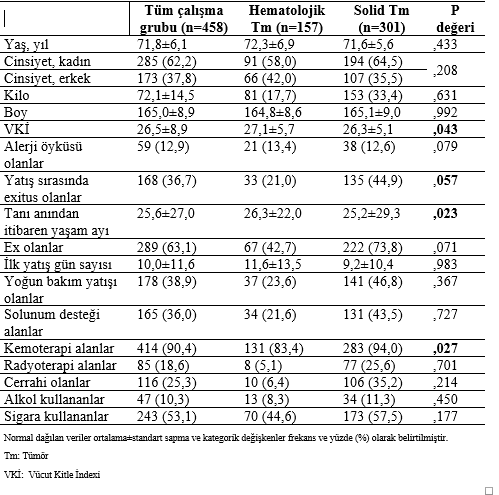 Tüm çalışma Hematolojik Solid Tm P
grubu (n=458) Tm (n=157) (n=301) değeri
Yaş, yıl 71,8±6,1 72,3±6,9 71,6±5,6 ,433
Cinsiyet, kadın 285 (62,2) 91 (58,0) 194 (64,5) ,208
Cinsiyet, erkek 173 (37,8) 66 (42,0) 107 (35,5)
Kilo 72,1±14,5 81 (17,7) 153 (33,4) ,631
Boy 165,0±8,9 164,8±8,6 165,1±9,0 ,992
VKİ 26,5±8,9 27,1±5,7 26,3±5,1 ,043
Alerji öyküsü 59 (12,9) 21 (13,4) 38 (12,6) ,079
olanlar
Yatış sırasında 168 (36,7) 33 (21,0) 135 (44,9) ,057
exitus olanlar
Tanı anından 25,6±27,0 26,3±22,0 25,2±29,3 ,023
itibaren yaşam ayı
Ex olanlar 289 (63,1) 67 (42,7) 222 (73,8) ,071
İlk yatış gün sayısı 10,0±11,6 11,6±13,5 9,2±10,4 ,983
Yoğun bakım yatışı 178 (38,9) 37 (23,6) 141 (46,8) ,367
olanlar
Solunum desteği 165 (36,0) 34 (21,6) 131 (43,5) ,727
alanlar
Kemoterapi alanlar 414 (90,4) 131 (83,4) 283 (94,0) ,027
Radyoterapi alanlar 85 (18,6) 8 (5,1) 77 (25,6) ,701
Cerrahi olanlar 116 (25,3) 10 (6,4) 106 (35,2) ,214
Alkol kullananlar 47 (10,3) 13 (8,3) 34 (11,3) ,450
Sigara kullananlar 243 (53,1) 70 (44,6) 173 (57,5) ,177
Normal dağılan veriler ortalama±standart sapma ve kategorik değişkenler frekans ve yüzde (%) olarak belirtilmiştir.
Tm: Tümör
VKİ: Vücut Kitle İndexi